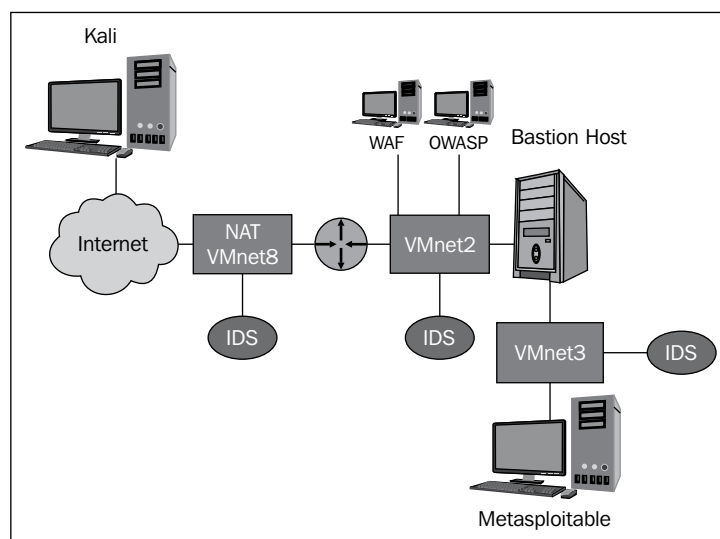 Kali
WAF
OWASP
Bastion Host
Internet
NAT
VMnet8
VMnet2
IDS
IDS
VMnet3
IDS
Metasploitable